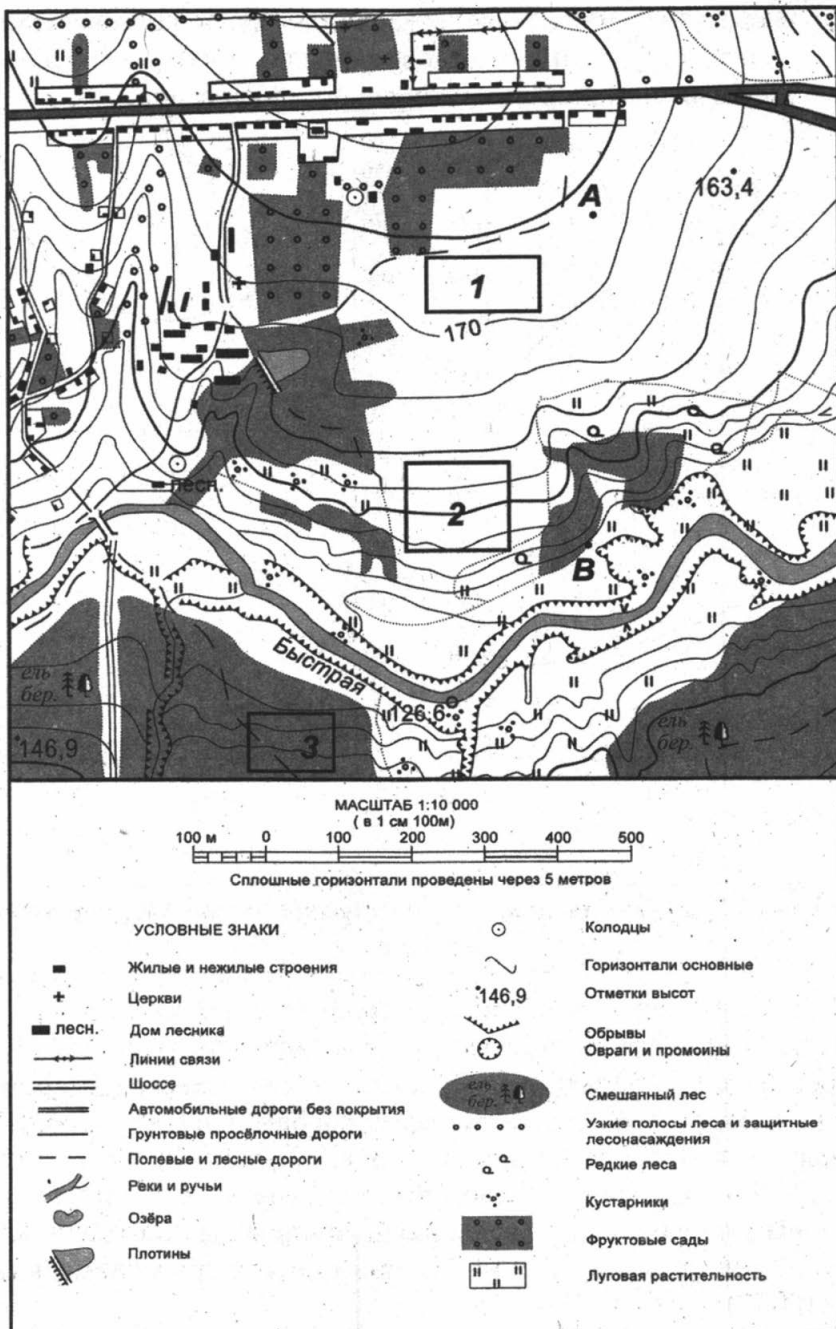 А
163,4
1
170
лесн.
2
В
Быстрая
ель
бер.
126,6
146,9
3
ель
бер.
МАСШТАБ 1:10 000
( в 1 см 100м)
100 м 0 100 200 300 400 500
Сплошные горизонтали проведены через 5 метров
УСЛОВНЫЕ ЗНАКИ
Жилые и нежилые строения
Церкви
лесн. Дом лесника
Линии связи
Шоссе
Автомобильные дороги без покрытия
Грунтовые просёлочные дороги
Полевые и лесные дороги
Реки и ручьи
Озёра
Плотины
Колодцы
Горизонтали основные
146,9 Отметки высот
Обрывы
Овраги и промоины
ель
бер. Смешанный лес
Узкие полосы леса и защитные
лесонасаждения
Редкие леса
Кустарники
Фруктовые сады
Луговая растительность